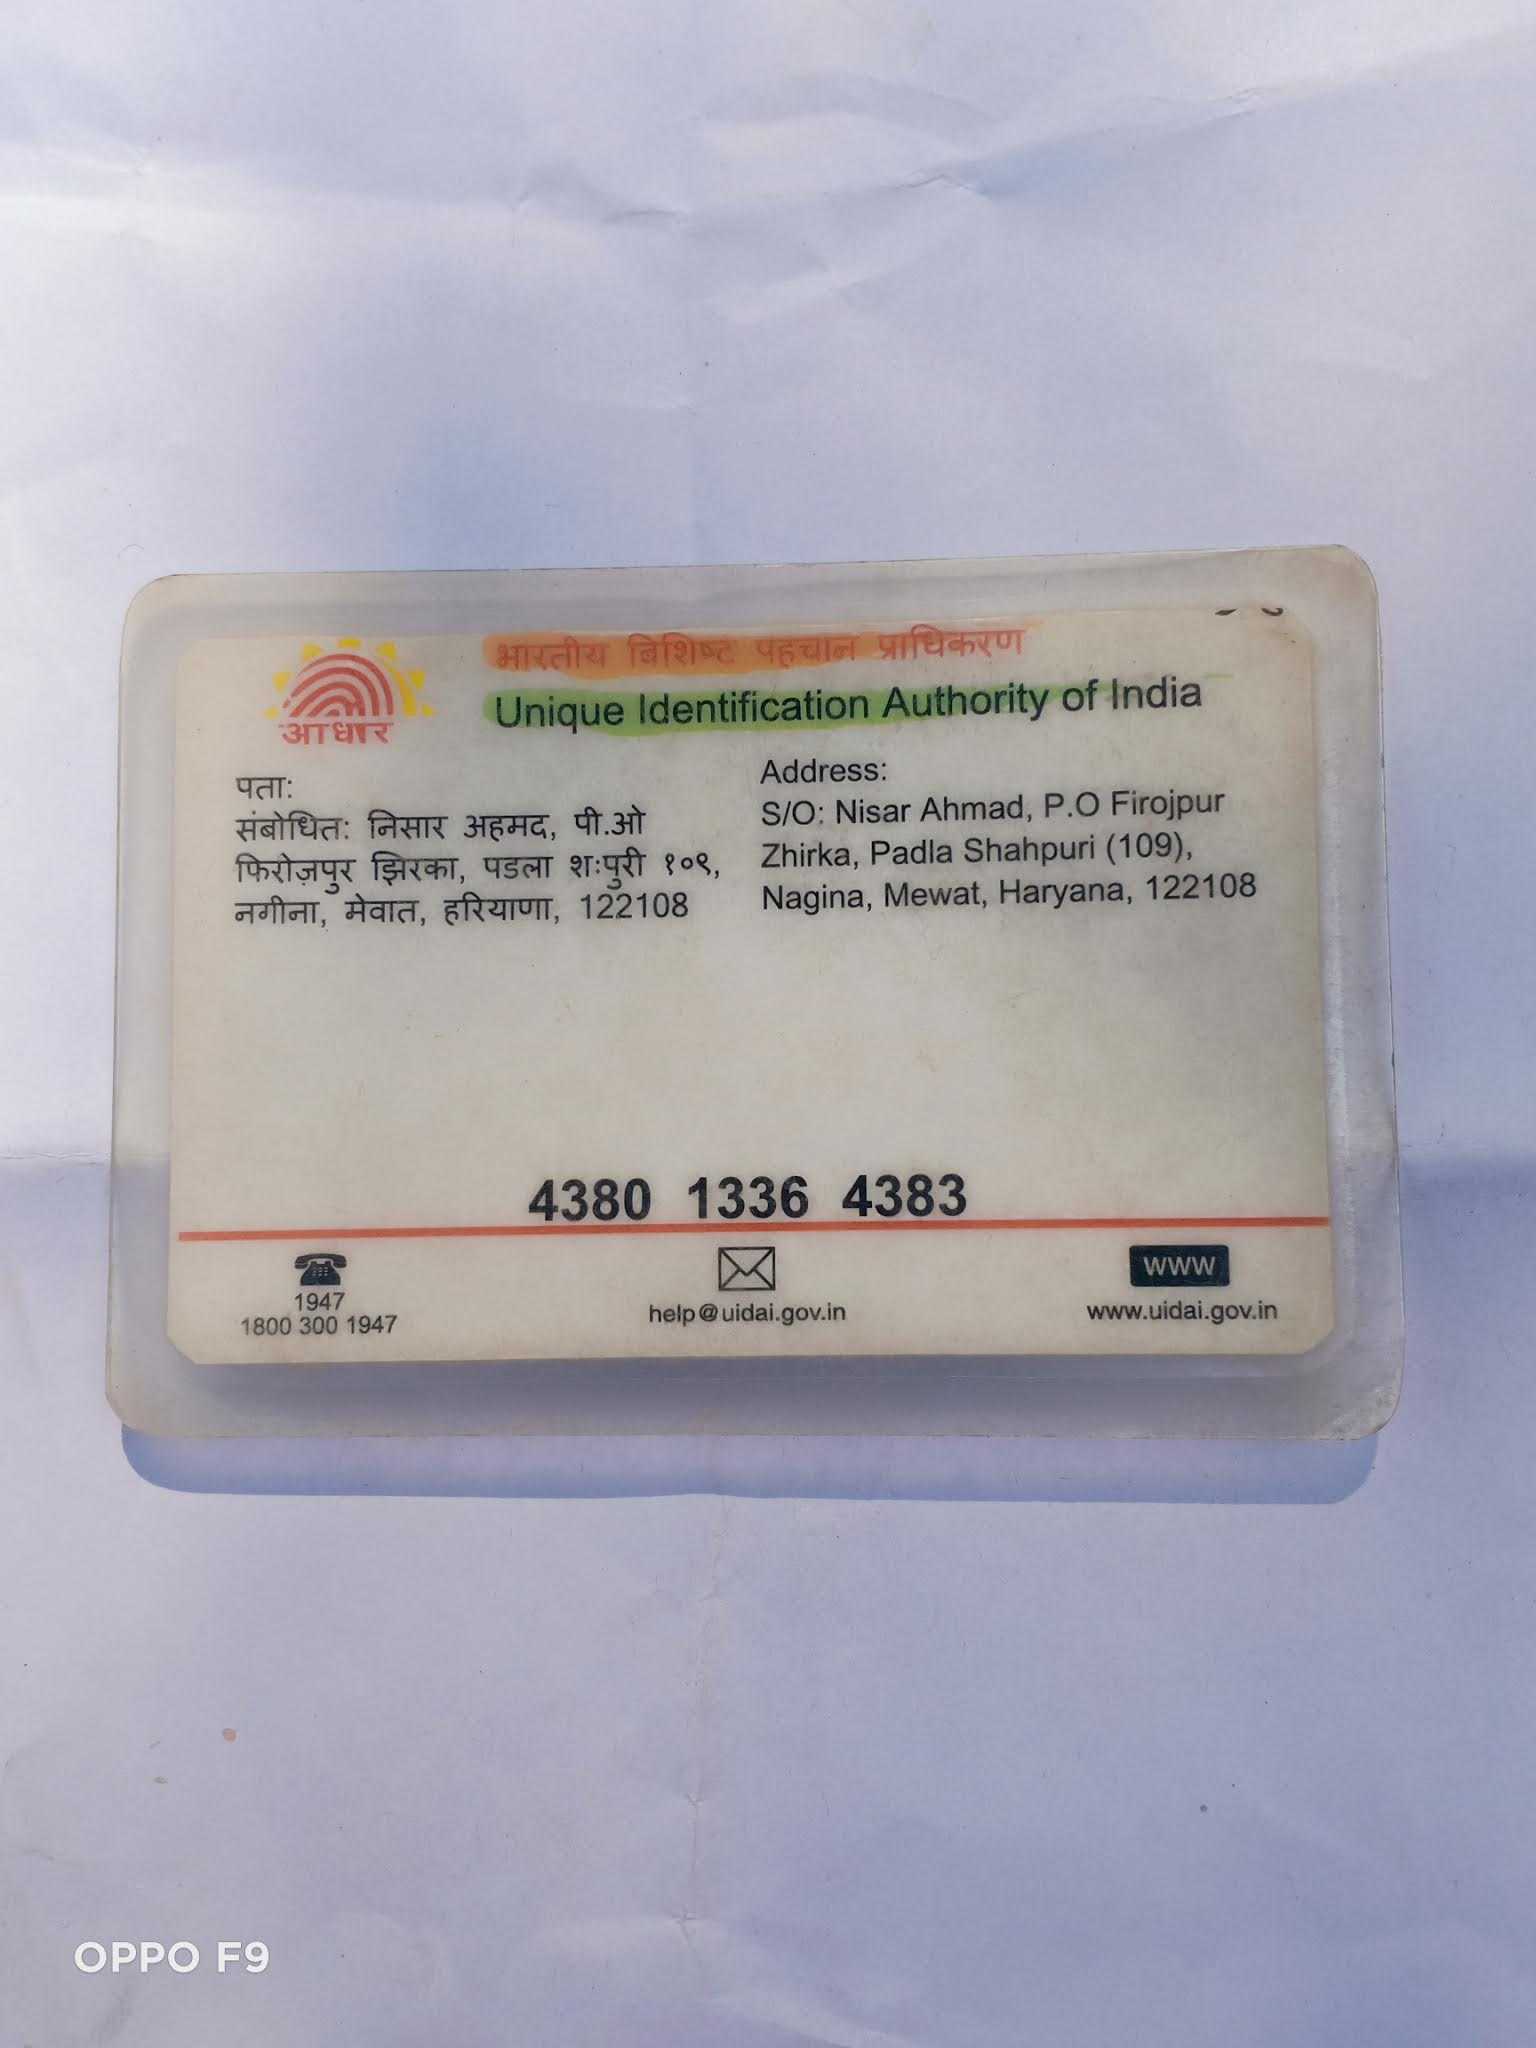 भारतीय विशिष्ट पहचान प्राधिकरण
Unique Identification Authority of India
आधार
पता:
संबोधित: निसार अहमद, पी.ओ
फिरोज़पुर झिरका, पडला श:पुरी १०९,
नगीना, मेवात, हरियाणा, 122108
Address:
S/O: Nisar Ahmad, P.O Firojpur
Zhirka, Padla Shahpuri (109),
Nagina, Mewat, Haryana, 122108
4380 1336 4383
1947
1800 300 1947
help@uidai.gov.in
www
www.uidai.gov.in
OPPO F9